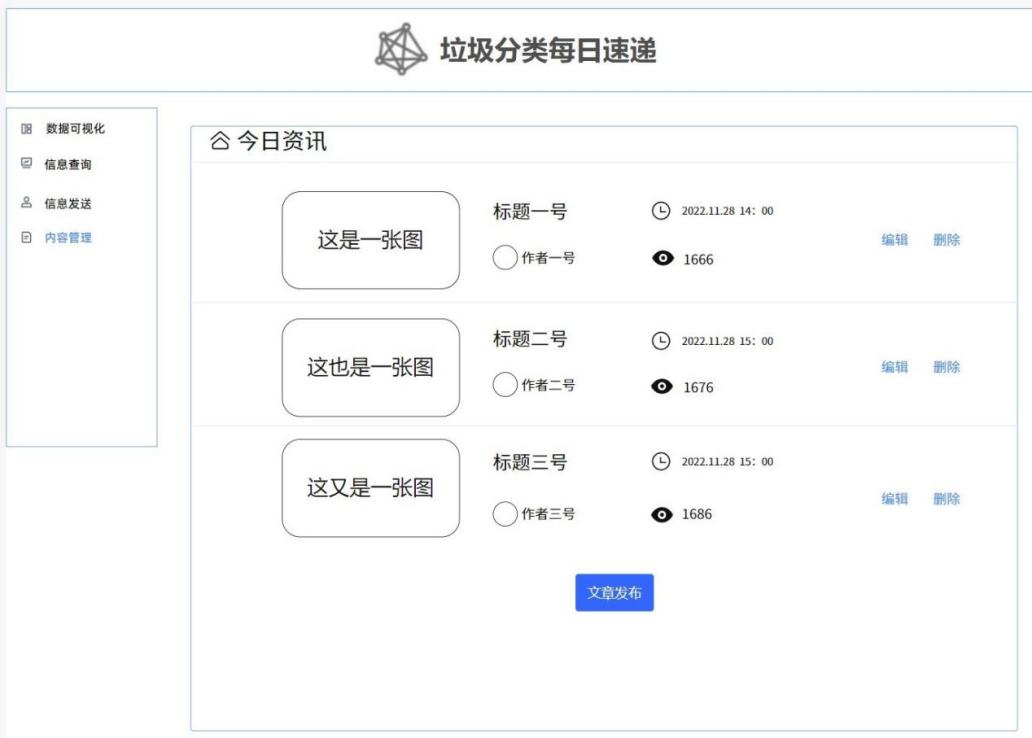 垃圾分类每日速递
数据可视化
信息查询
信息发送
内容管理
今日资讯
这是一张图
标题一号
2022.11.28 14：00
作者一号
1666
编辑 删除
这也是一张图
标题二号
2022.11.28 15：00
作者二号
1676
编辑 删除
这又是一张图
标题三号
2022.11.28 15：00
作者三号
1686
编辑 删除
文章发布